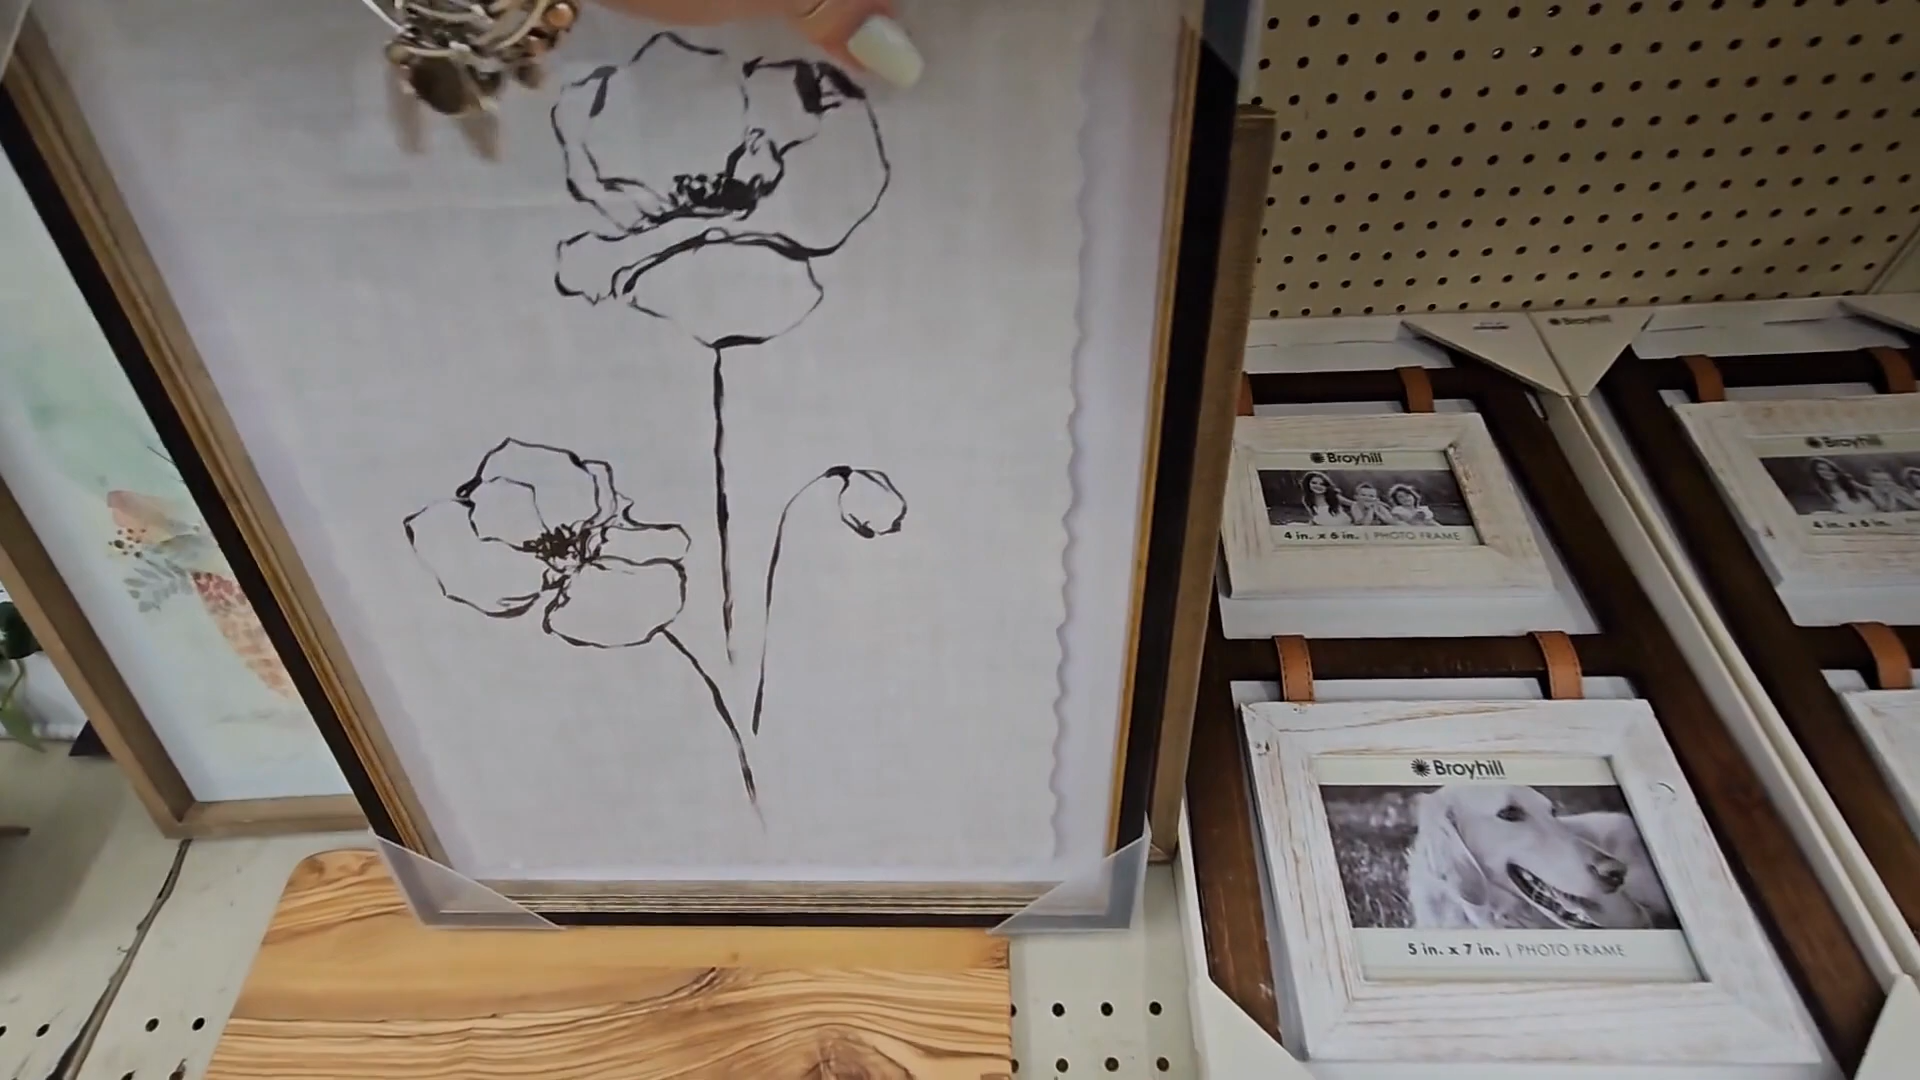 Broyhill
Broyhill
4 in. x 6 in. | PHOTO FRAME
Broyhill
4 in. x 6 in.
Broyhill
5 in. x 7 in. | PHOTO FRAME